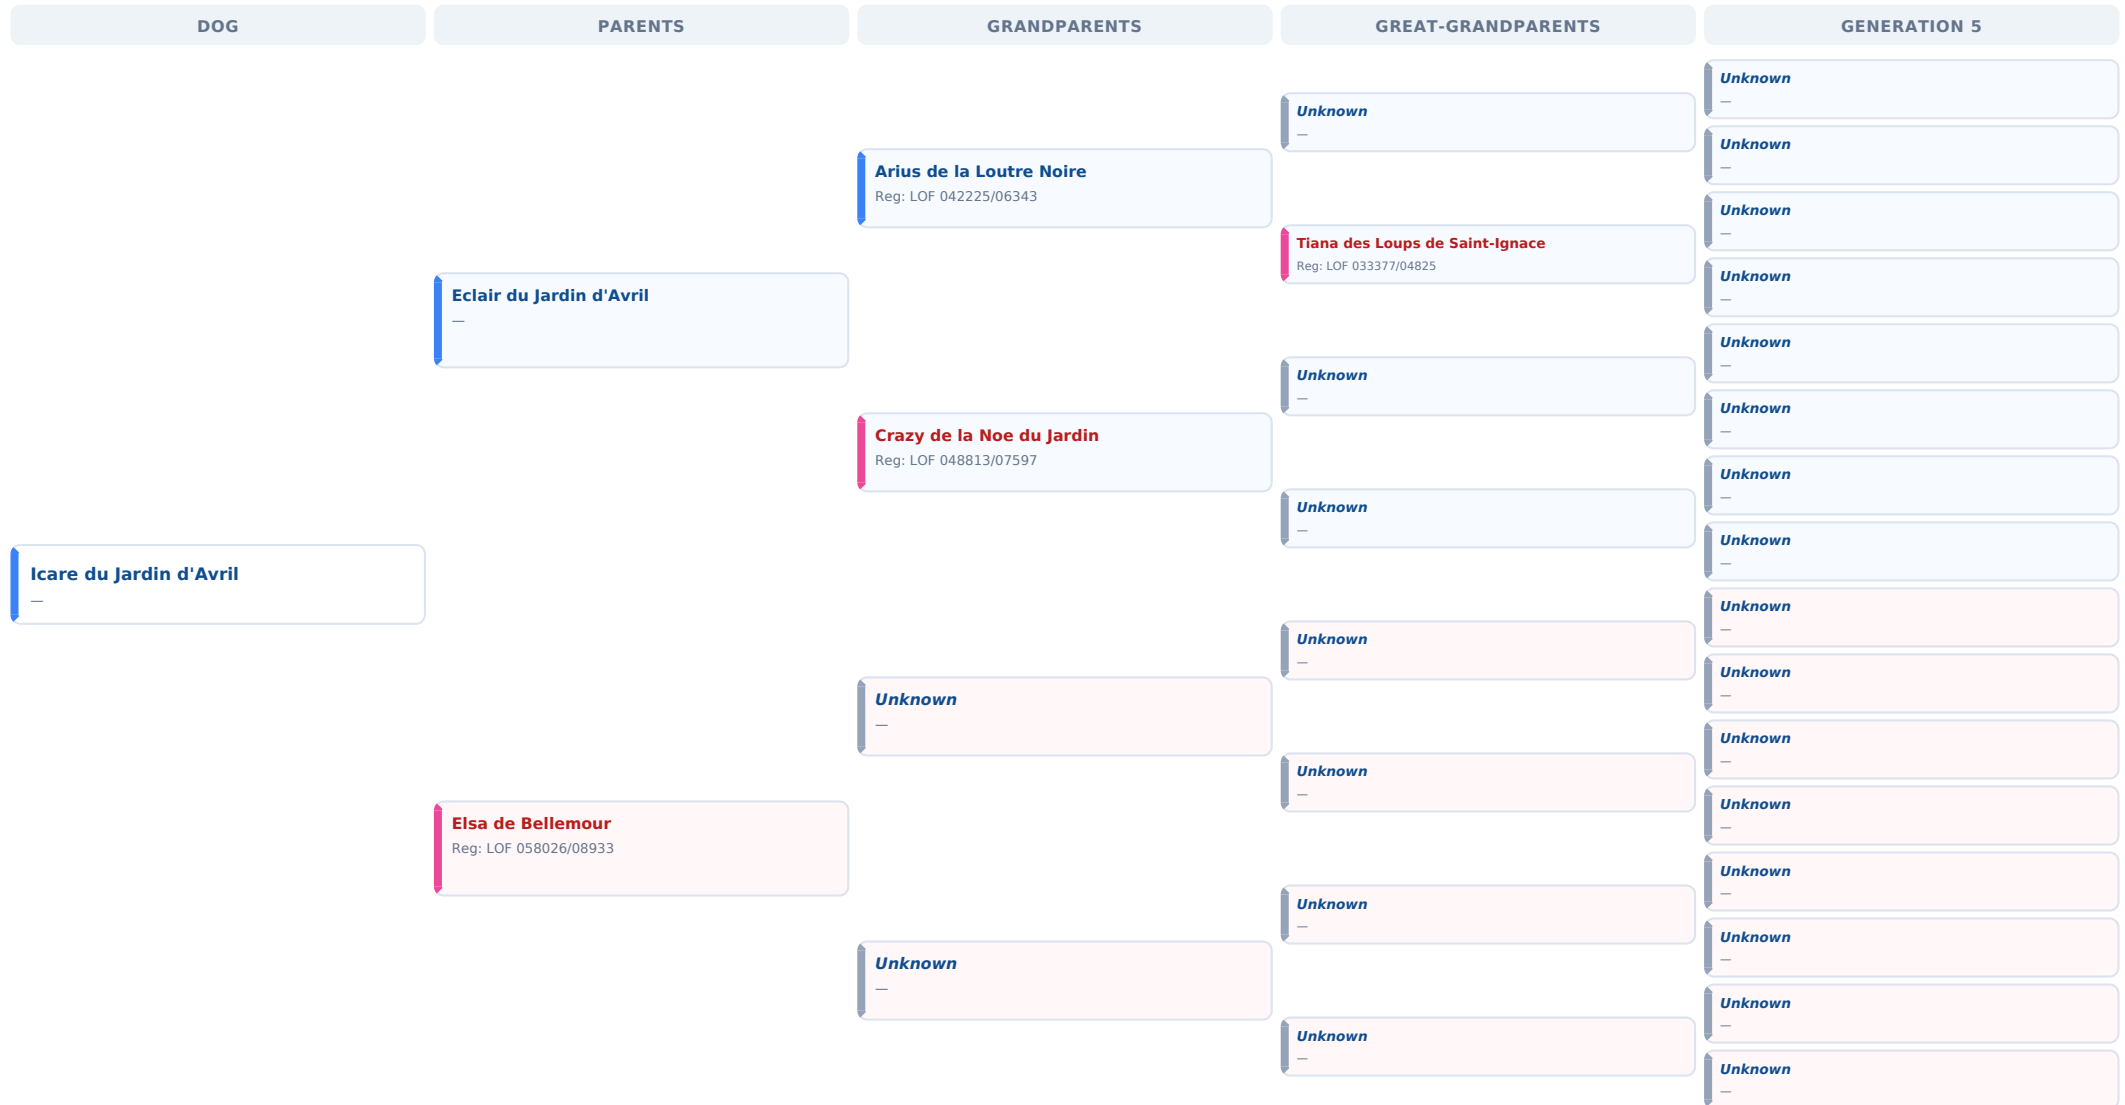 DOG
PARENTS
GRANDPARENTS
GREAT-GRANDPARENTS
GENERATION 5
Icare du Jardin d'Avril
—
Eclair du Jardin d'Avril
—
Elsa de Bellemour
Reg: LOF 058026/08933
Arius de la Loutre Noire
Reg: LOF 042225/06343
Crazy de la Noe du Jardin
Reg: LOF 048813/07597
Unknown
—
Unknown
—
Unknown
—
Tiana des Loups de Saint-Ignace
Reg: LOF 033377/04825
Unknown
—
Unknown
—
Unknown
—
Unknown
—
Unknown
—
Unknown
—
Unknown
—
Unknown
—
Unknown
—
Unknown
—
Unknown
—
Unknown
—
Unknown
—
Unknown
—
Unknown
—
Unknown
—
Unknown
—
Unknown
—
Unknown
—
Unknown
—
Unknown
—
Unknown
—